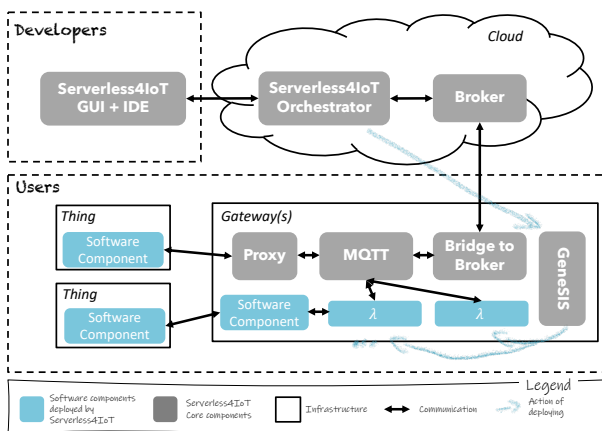 Developers
Cloud
Serverless4IoT
GUI + IDE
Serverless4IoT
Orchestrator
Broker
Users
Thing
Software
Component
Gateway(s)
Proxy
MQTT
Bridge to
Broker
GeneSIS
Thing
Software
Component
Software
Component
λ
λ
Legend
Software components
deployed by
Serverless4IoT
Serverless4IoT
Core components
Infrastructure
Communication
Action of
deploying